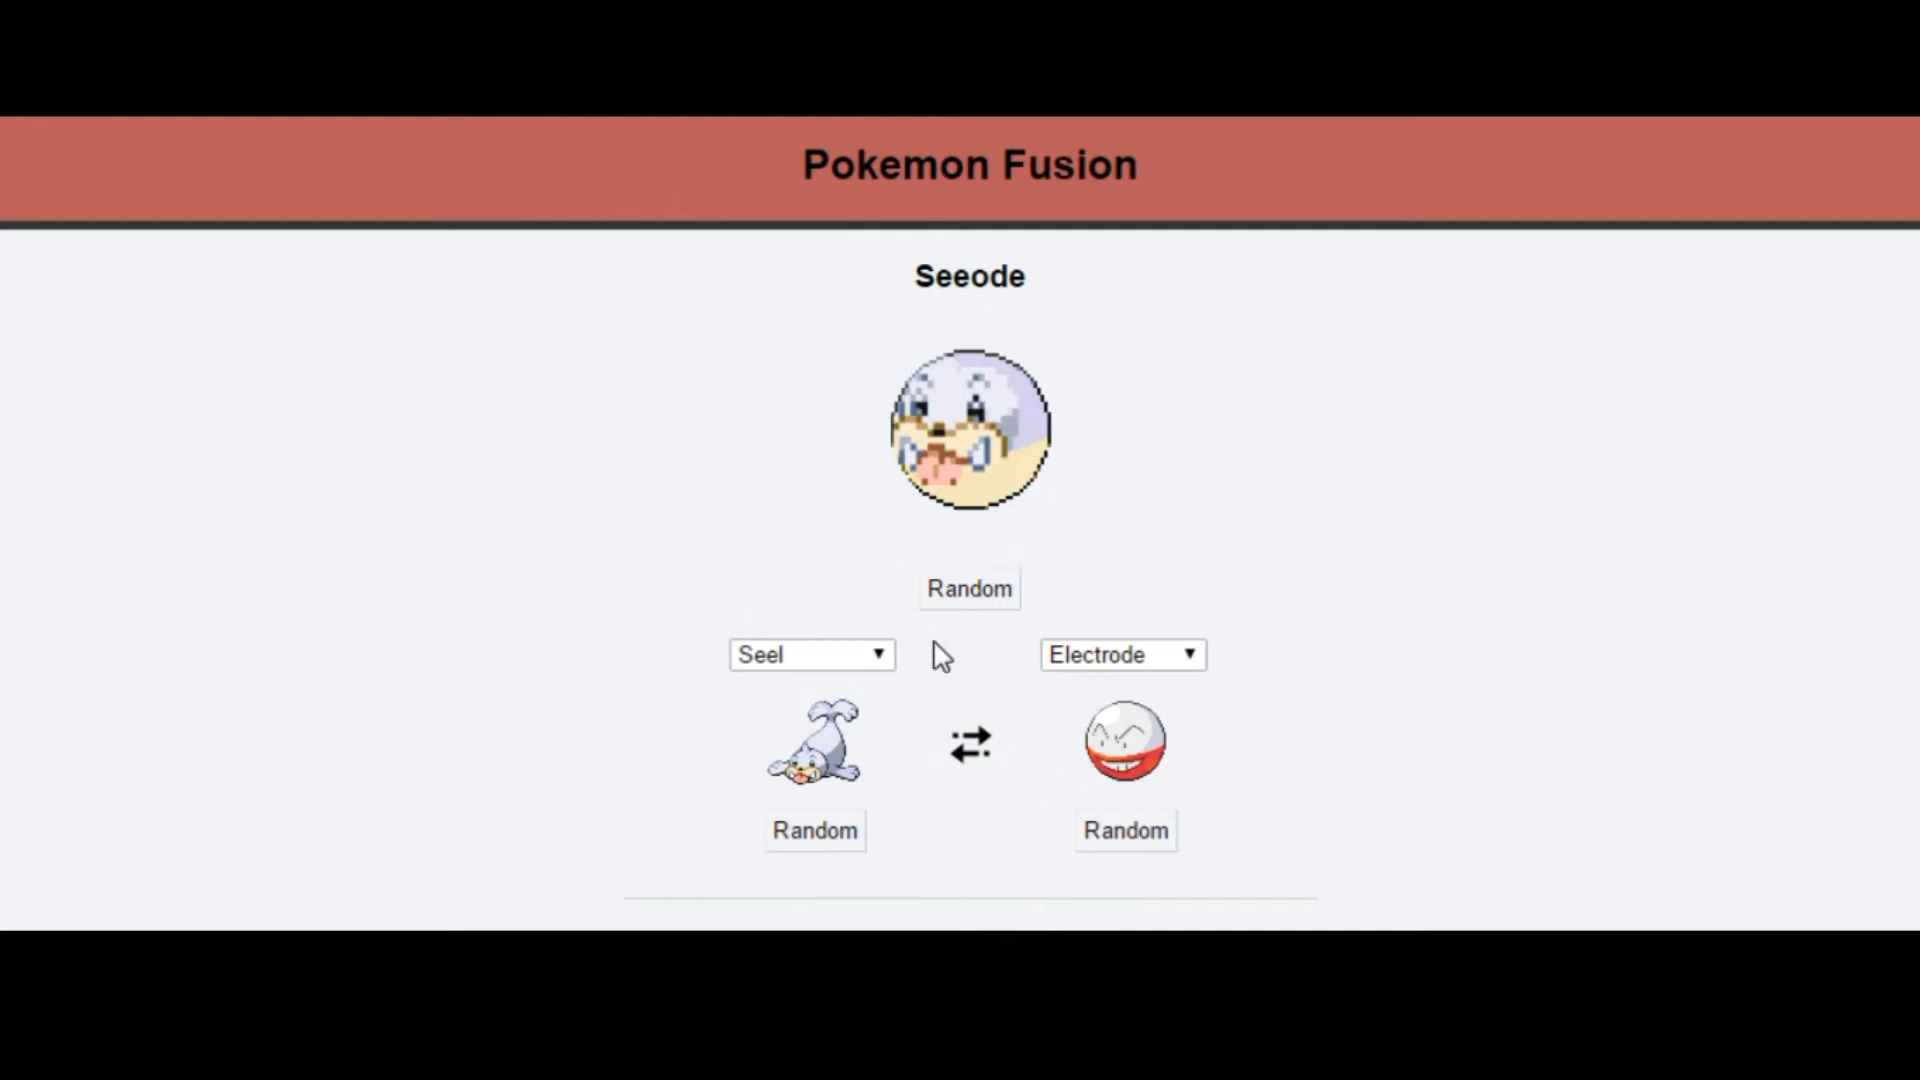 Pokemon Fusion
Seeode
Random
Seel
Electrode
Random
Random